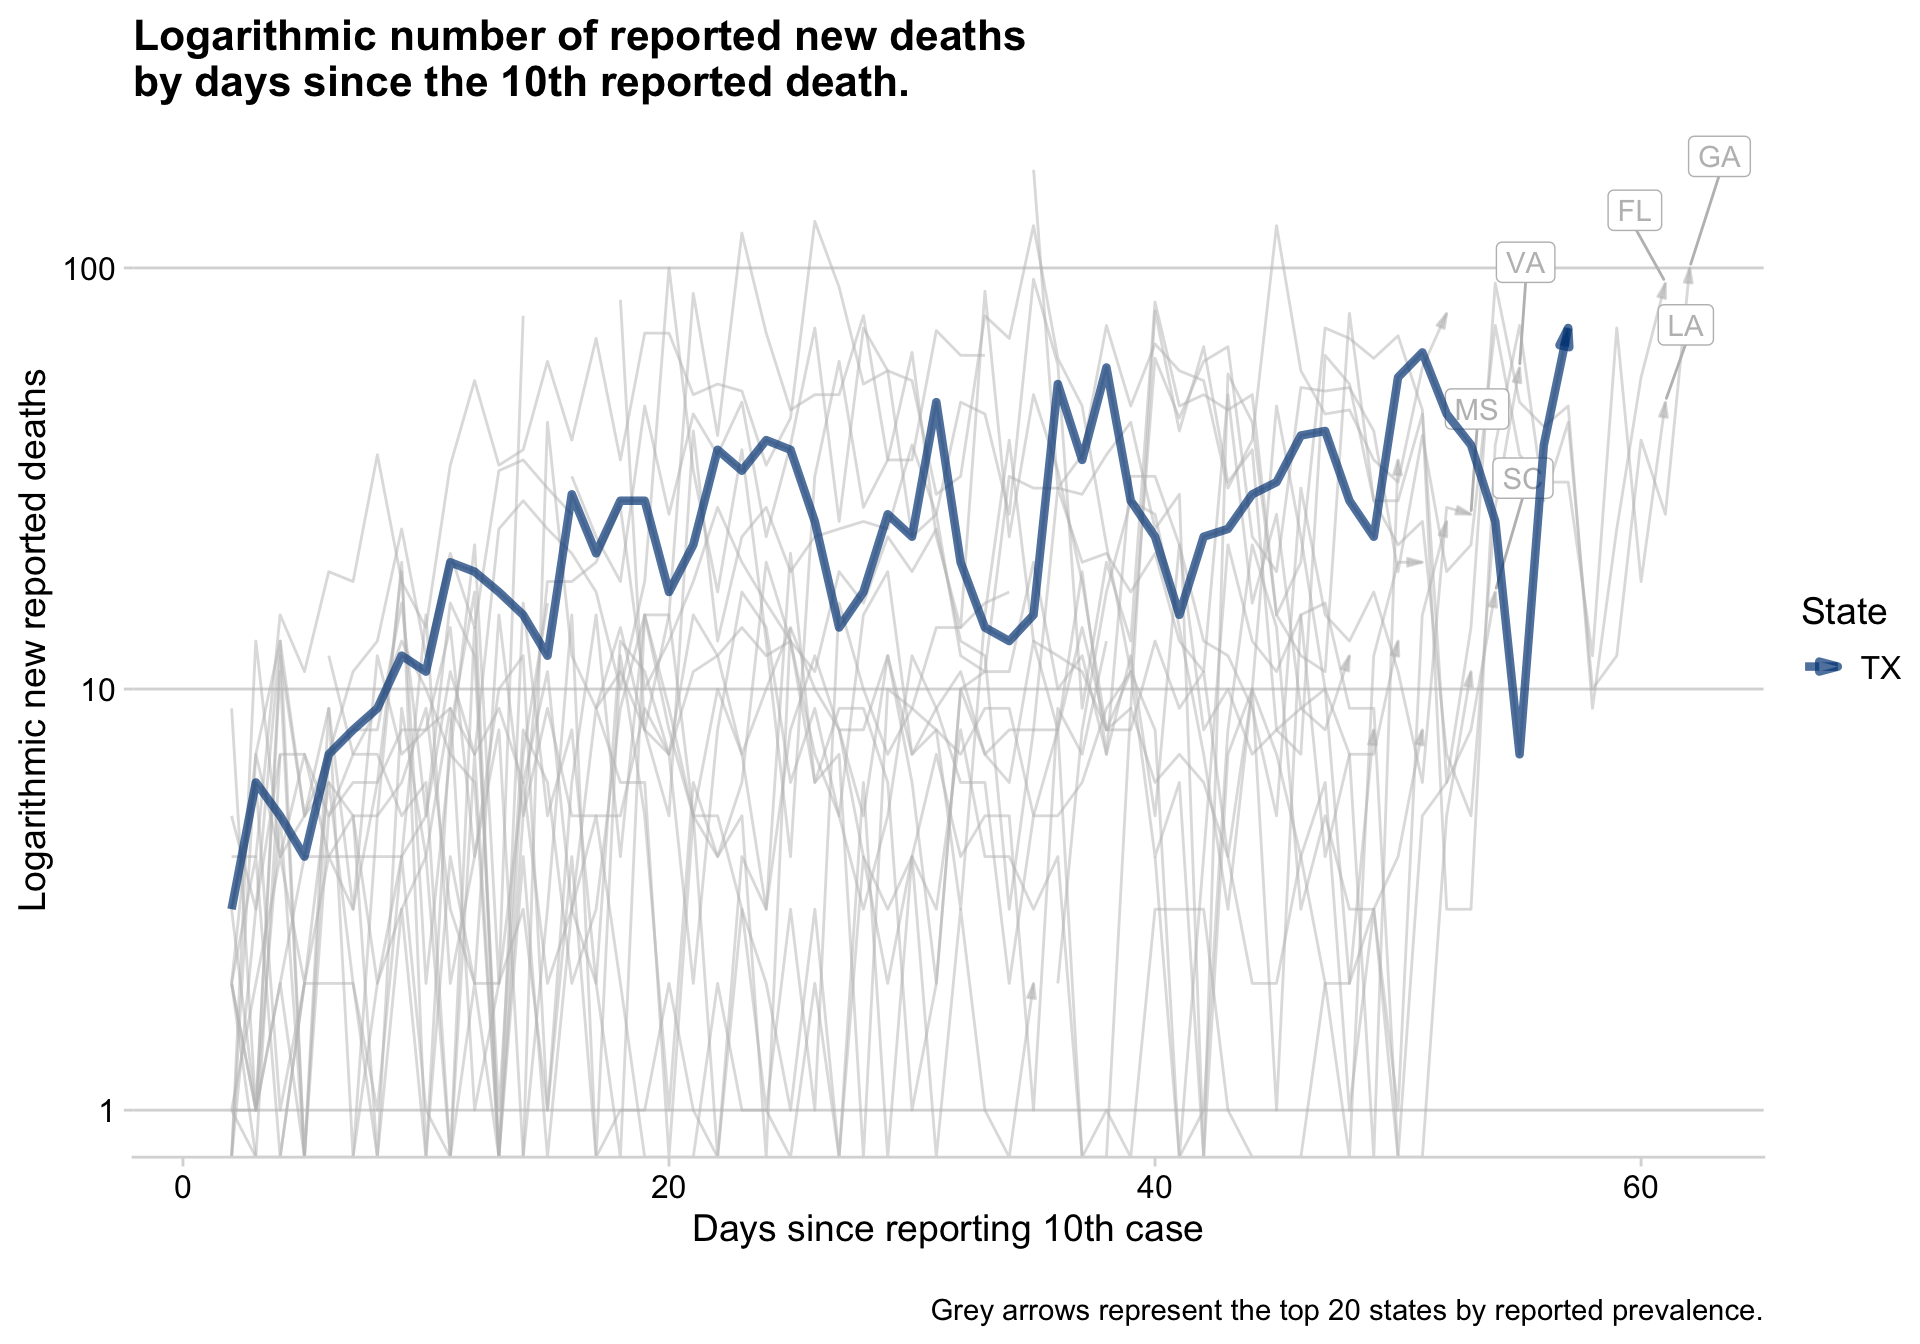 Logarithmic number of reported new deaths
by days since the 10th reported death.
GA
FL
VA
100
LA
MS
SC
Logarithmic new reported deaths
State
TX
10
1
0 20 40 60
Days since reporting 10th case
Grey arrows represent the top 20 states by reported prevalence.